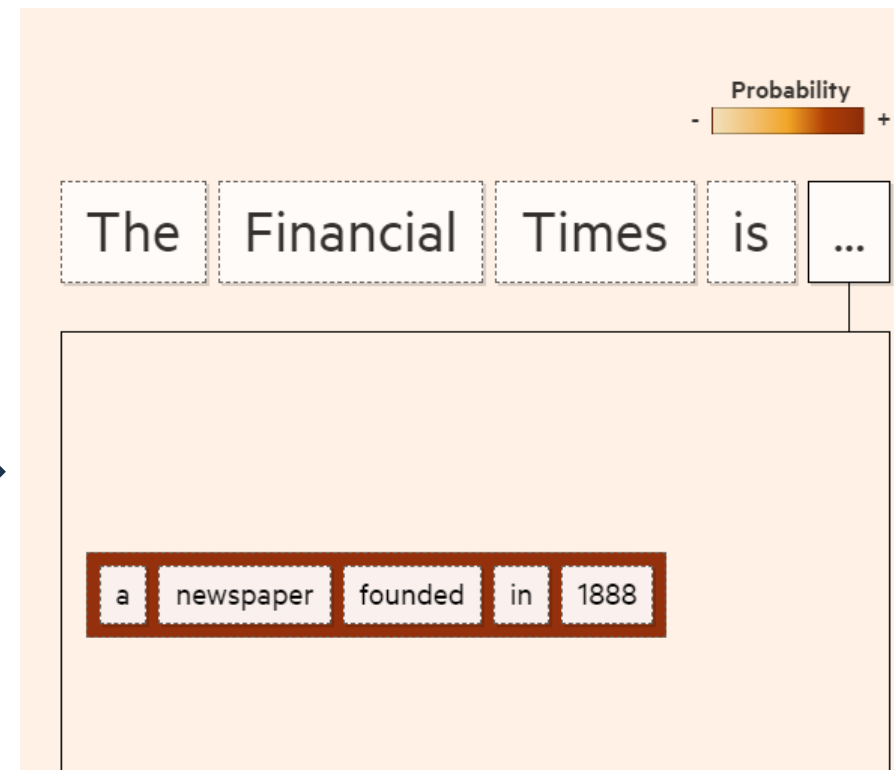 Probability
- +
The Financial Times is ...
a newspaper founded in 1888